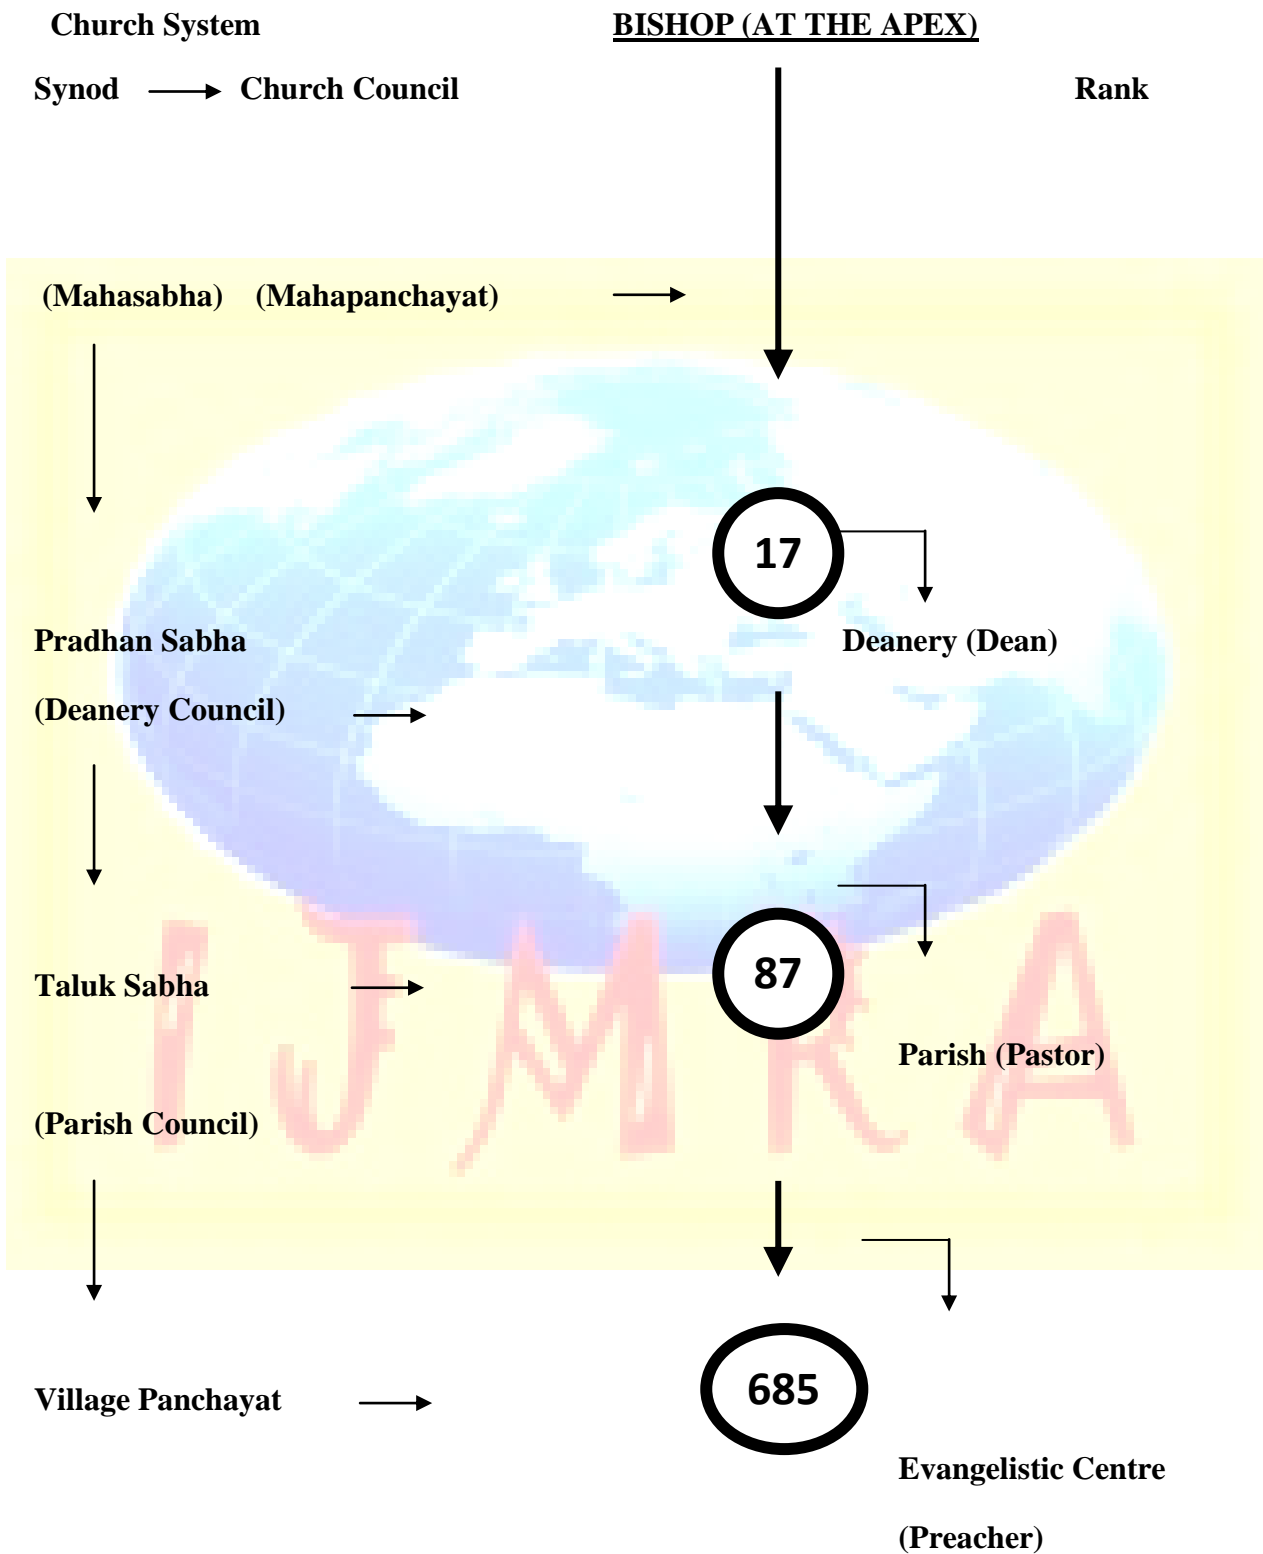 Church System BISHOP (AT THE APEX)
Synod Church Council Rank
(Mahasabha) (Mahapanchayat)
17
Pradhan Sabha Deanery (Dean)
(Deanery Council)
87
Taluk Sabha
Parish (Pastor)
(Parish Council)
685
Village Panchayat
Evangelistic Centre
(Preacher)
IJMRA